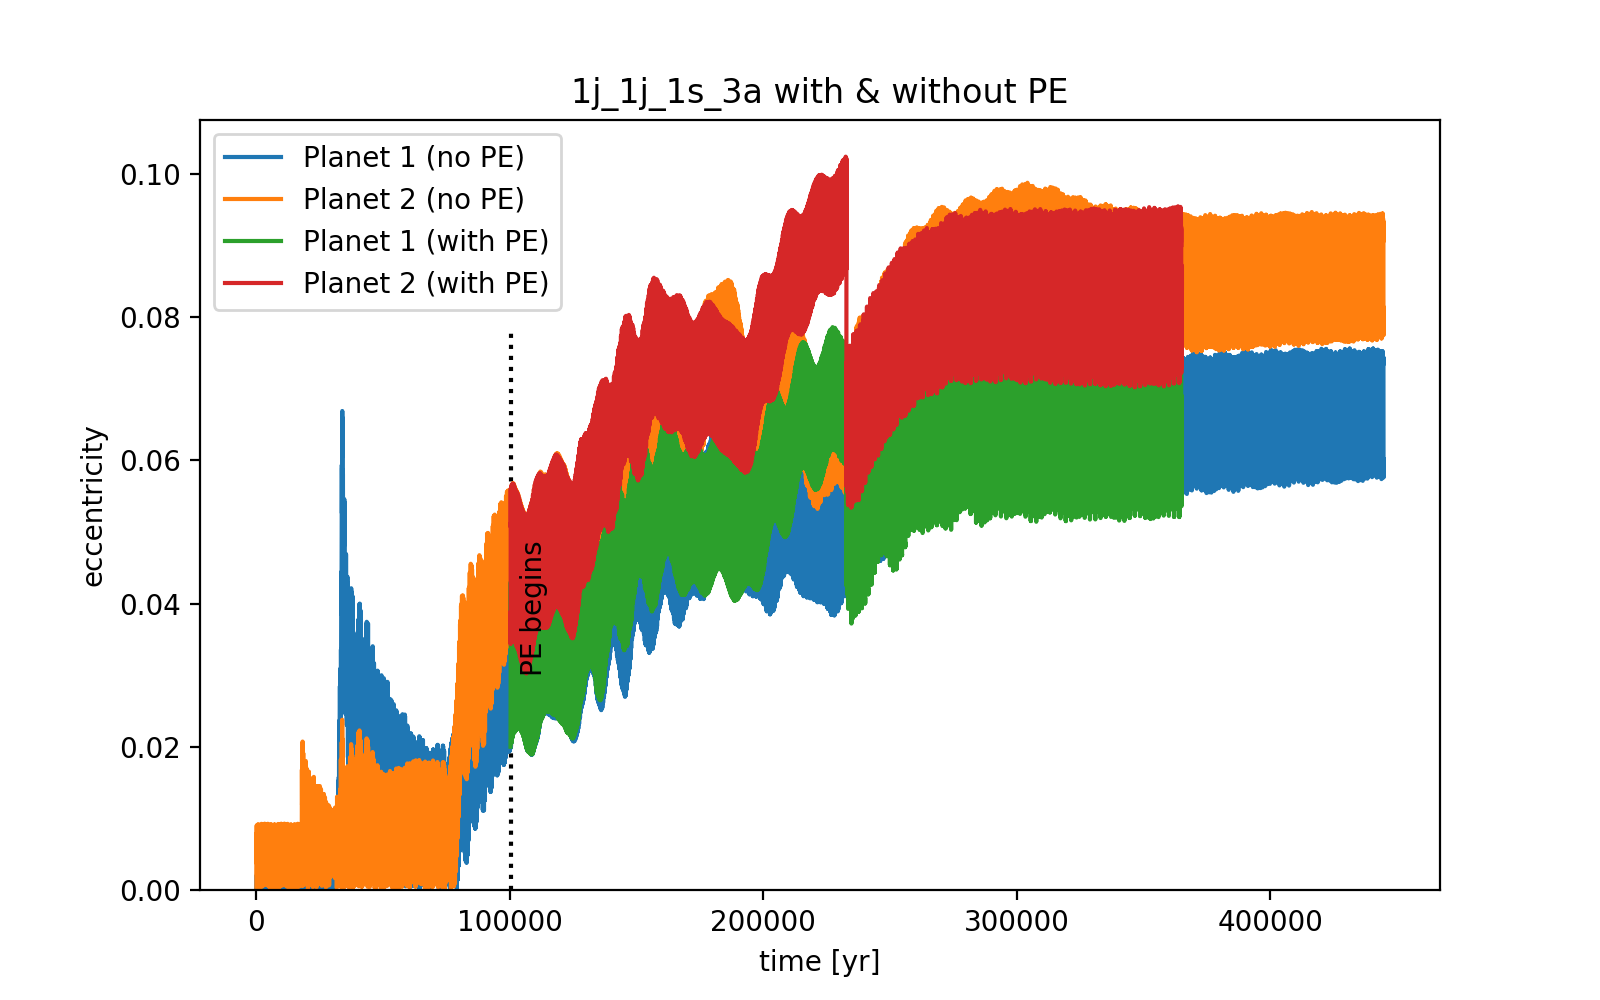 1j_1j_1s_3a with & without PE
Planet 1 (no PE)
Planet 2 (no PE)
Planet 1 (with PE)
Planet 2 (with PE)
0.10
0.08
0.06
0.04
0.02
0.00
eccentricity
PE begins
0
100000
200000
300000
400000
time [yr]